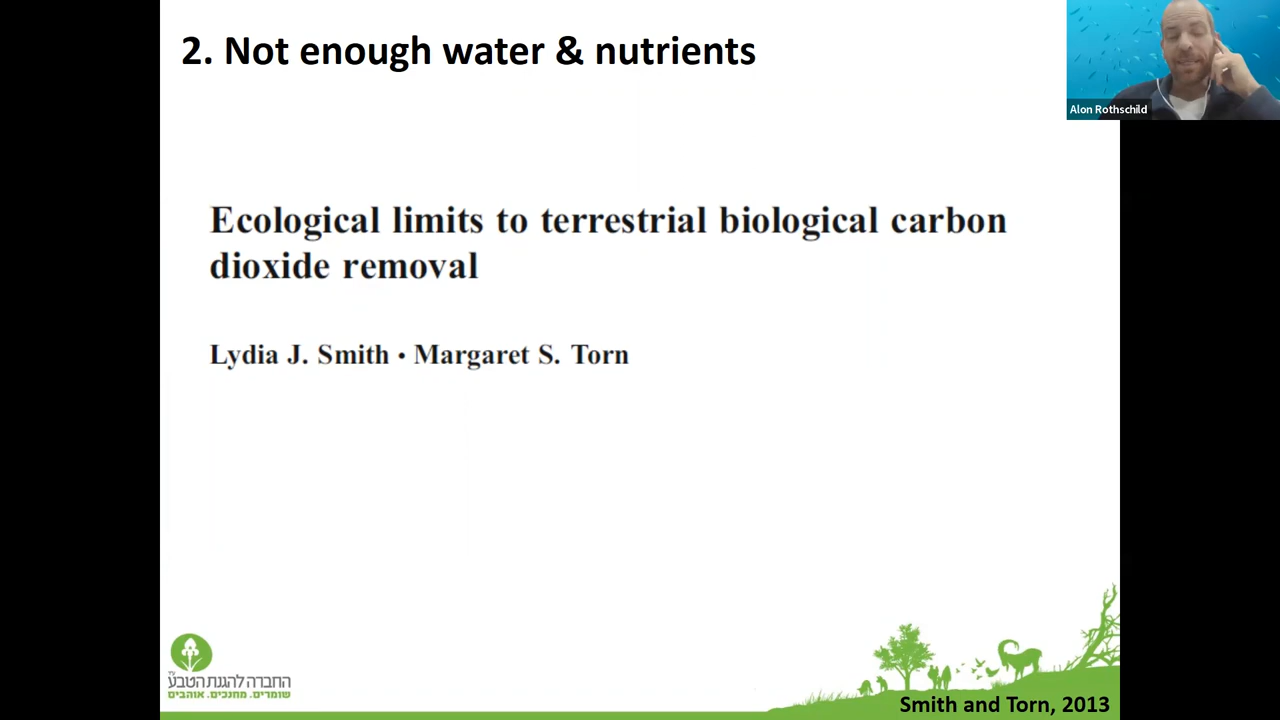 2. Not enough water & nutrients
Alon Rothschild
Ecological limits to terrestrial biological carbon
dioxide removal
Lydia J. Smith • Margaret S. Torn
החברה להגנת הטבע
שומרים. מחנכים. אוהבים
Smith and Torn, 2013